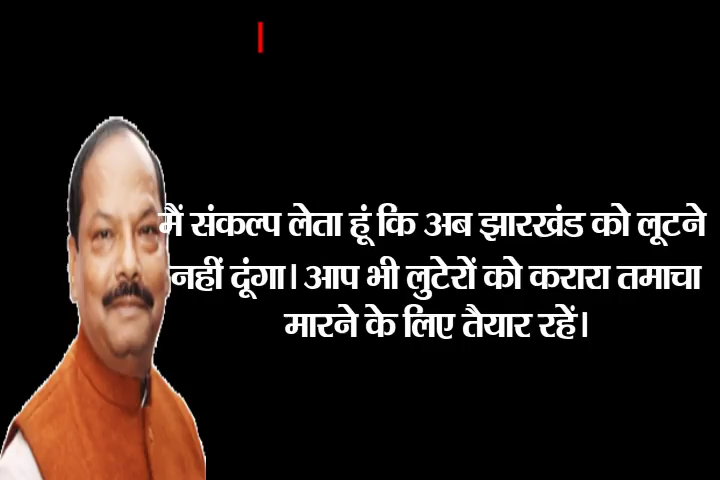 मैं संकल्प लेता हूं कि अब झारखंड को लूटने
नहीं दूंगा। आप भी लुटेरों को करारा तमाचा
मारने के लिए तैयार रहें।